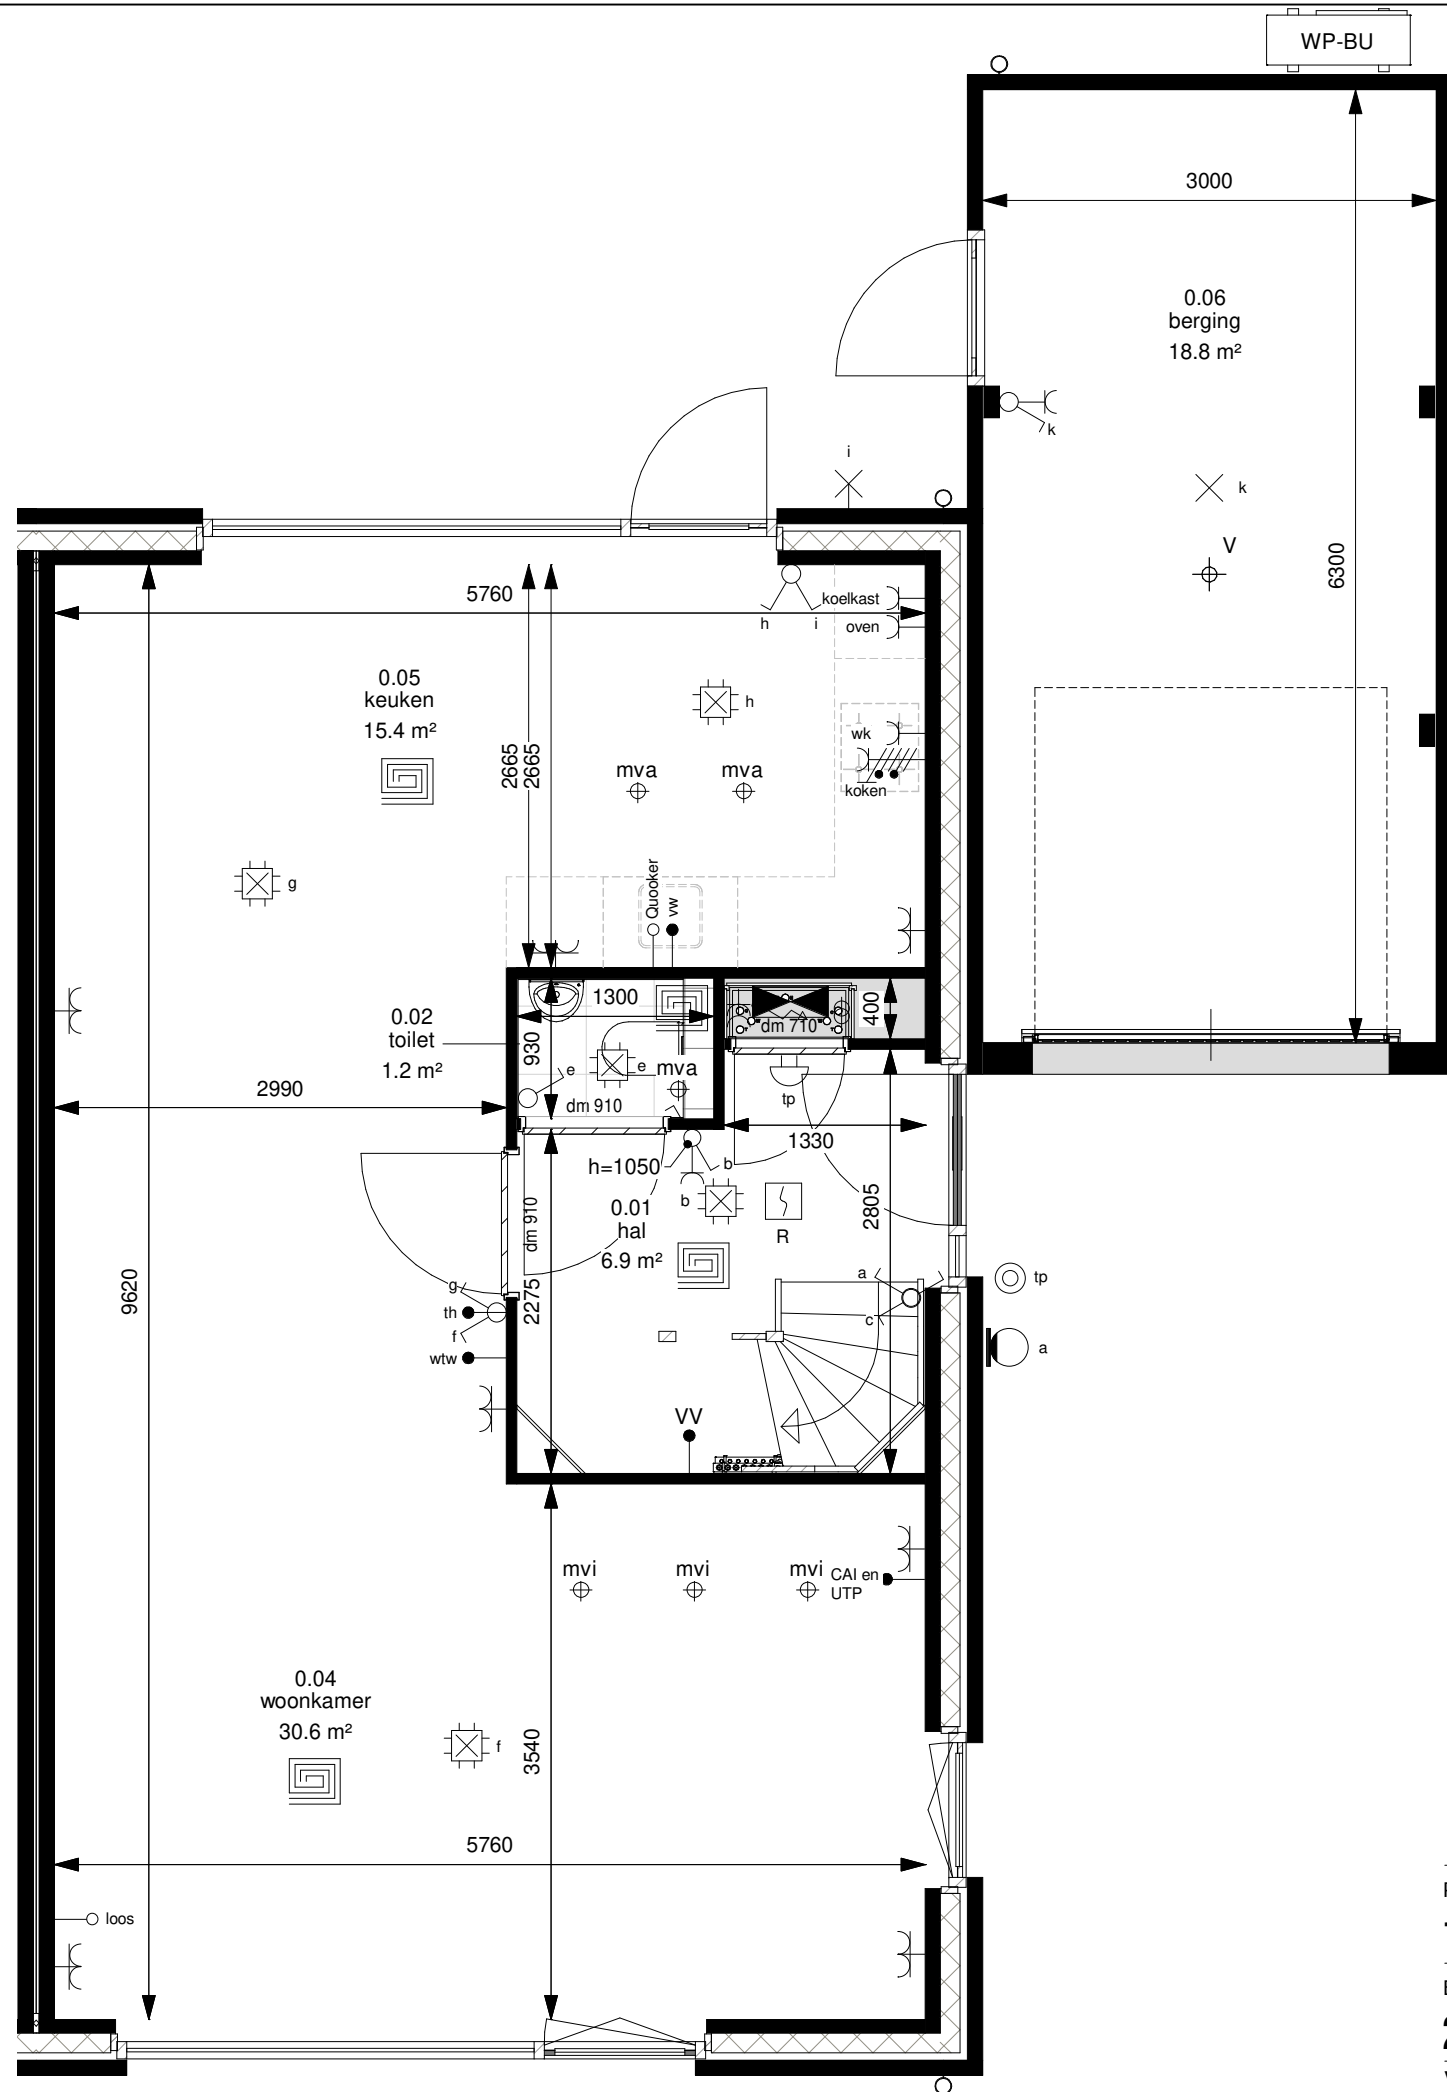 WP-BU
3000
0.06
berging
18.8 m²
k
i
k
V
6300
5760
koelkast
h
i
oven
0.05
keuken
15.4 m²
h
wk
2665
2665
mva
mva
koken
g
Quooker
vw
1300
400
0.02
toilet
1.2 m²
930
dm 710
e
e
mva
tp
2990
dm 910
1330
h=1050
b
b
0.01
hal
6.9 m²
dm 910
R
2805
9620
a
tp
g
th
f
2275
c
a
wtw
VV
mvi
mvi
mvi
CAI en
UTP
0.04
woonkamer
30.6 m²
f
3540
5760
loos